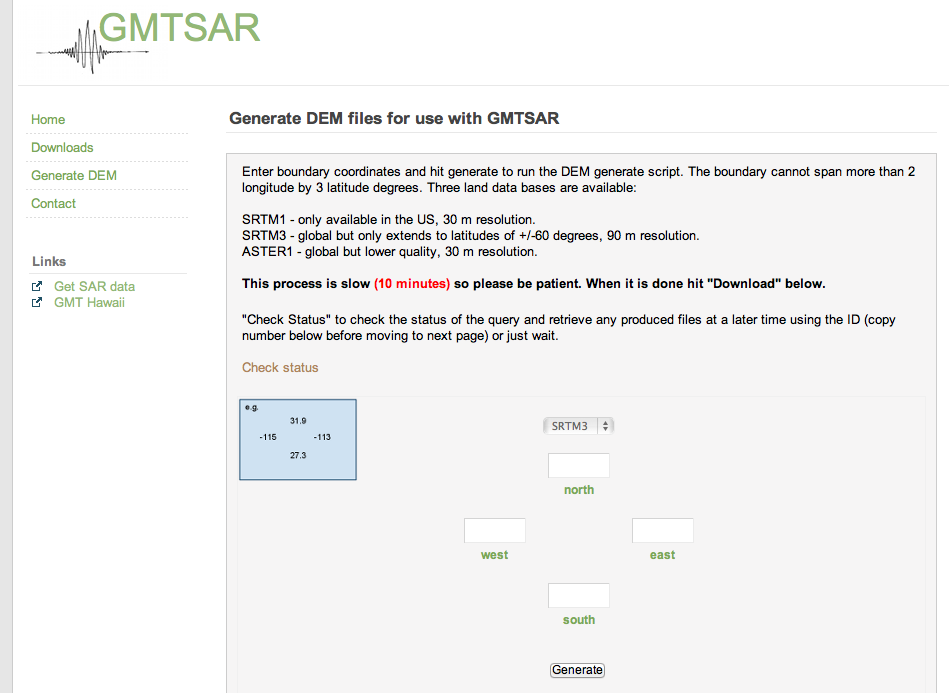 GMTSAR
Home
Downloads
Generate DEM
Contact
Links
Get SAR data
GMT Hawaii
Generate DEM files for use with GMTSAR
Enter boundary coordinates and hit generate to run the DEM generate script. The boundary cannot span more than 2
longitude by 3 latitude degrees. Three land data bases are available:
SRTM1 - only available in the US, 30 m resolution.
SRTM3 - global but only extends to latitudes of +/-60 degrees, 90 m resolution.
ASTER1 - global but lower quality, 30 m resolution.
This process is slow (10 minutes) so please be patient. When it is done hit "Download" below.
"Check Status" to check the status of the query and retrieve any produced files at a later time using the ID (copy
number below before moving to next page) or just wait.
Check status
e.g.
31.9
-115 -113
27.3
SRTM3
north
west east
south
Generate